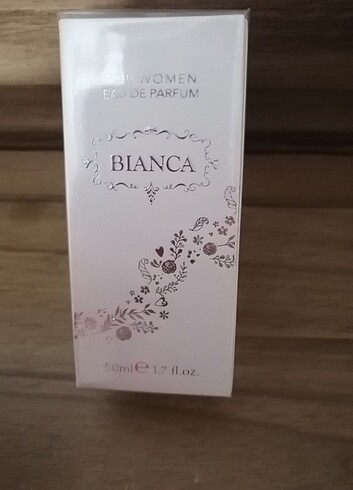 FOR WOMEN
EAU DE PARFUM
BIANCA
50ml e 1.7 fl.oz.